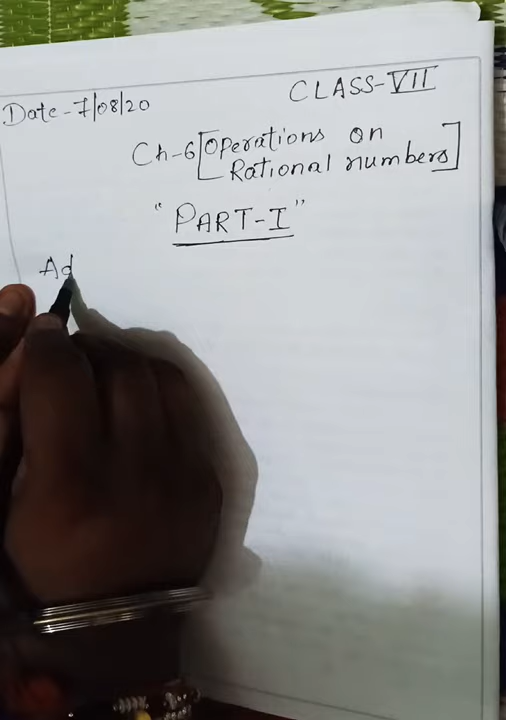 Date-7/08/20
CLASS-VII
Ch-6[Operations on
Rational numbers]
"PART-I"
Ad